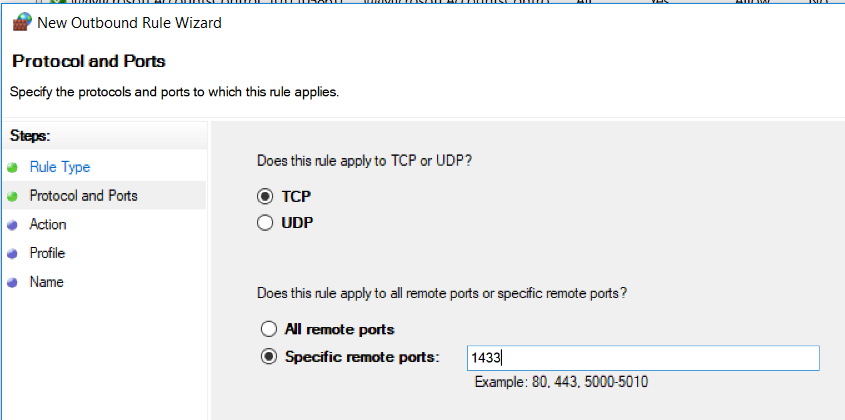 New Outbound Rule Wizard
Protocol and Ports
Specify the protocols and ports to which this rule applies.
Steps:
Rule Type
Protocol and Ports
Action
Profile
Name
Does this rule apply to TCP or UDP?
TCP
UDP
Does this rule apply to all remote ports or specific remote ports?
All remote ports
Specific remote ports: 1433
Example: 80, 443, 5000-5010